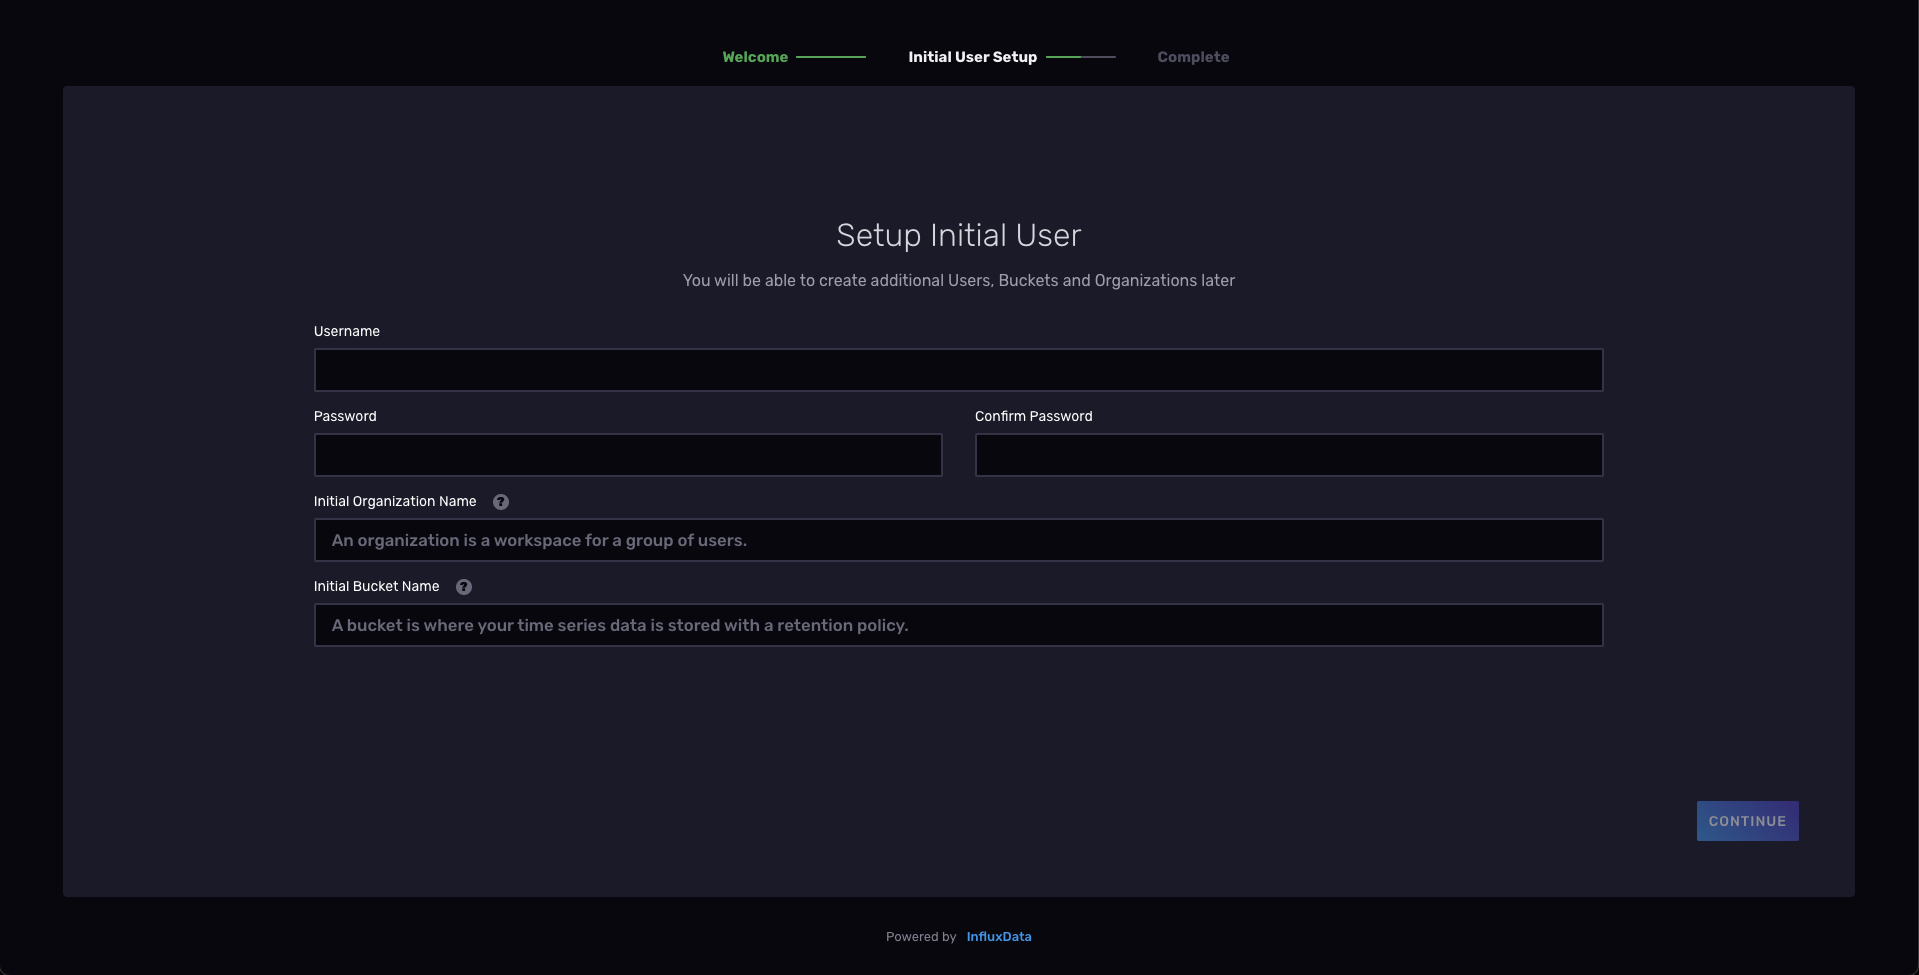 Welcome Initial User Setup Complete
Setup Initial User
You will be able to create additional Users, Buckets and Organizations later
Username
Password Confirm Password
Initial Organization Name ?
An organization is a workspace for a group of users.
Initial Bucket Name ?
A bucket is where your time series data is stored with a retention policy.
CONTINUE
Powered by InfluxData